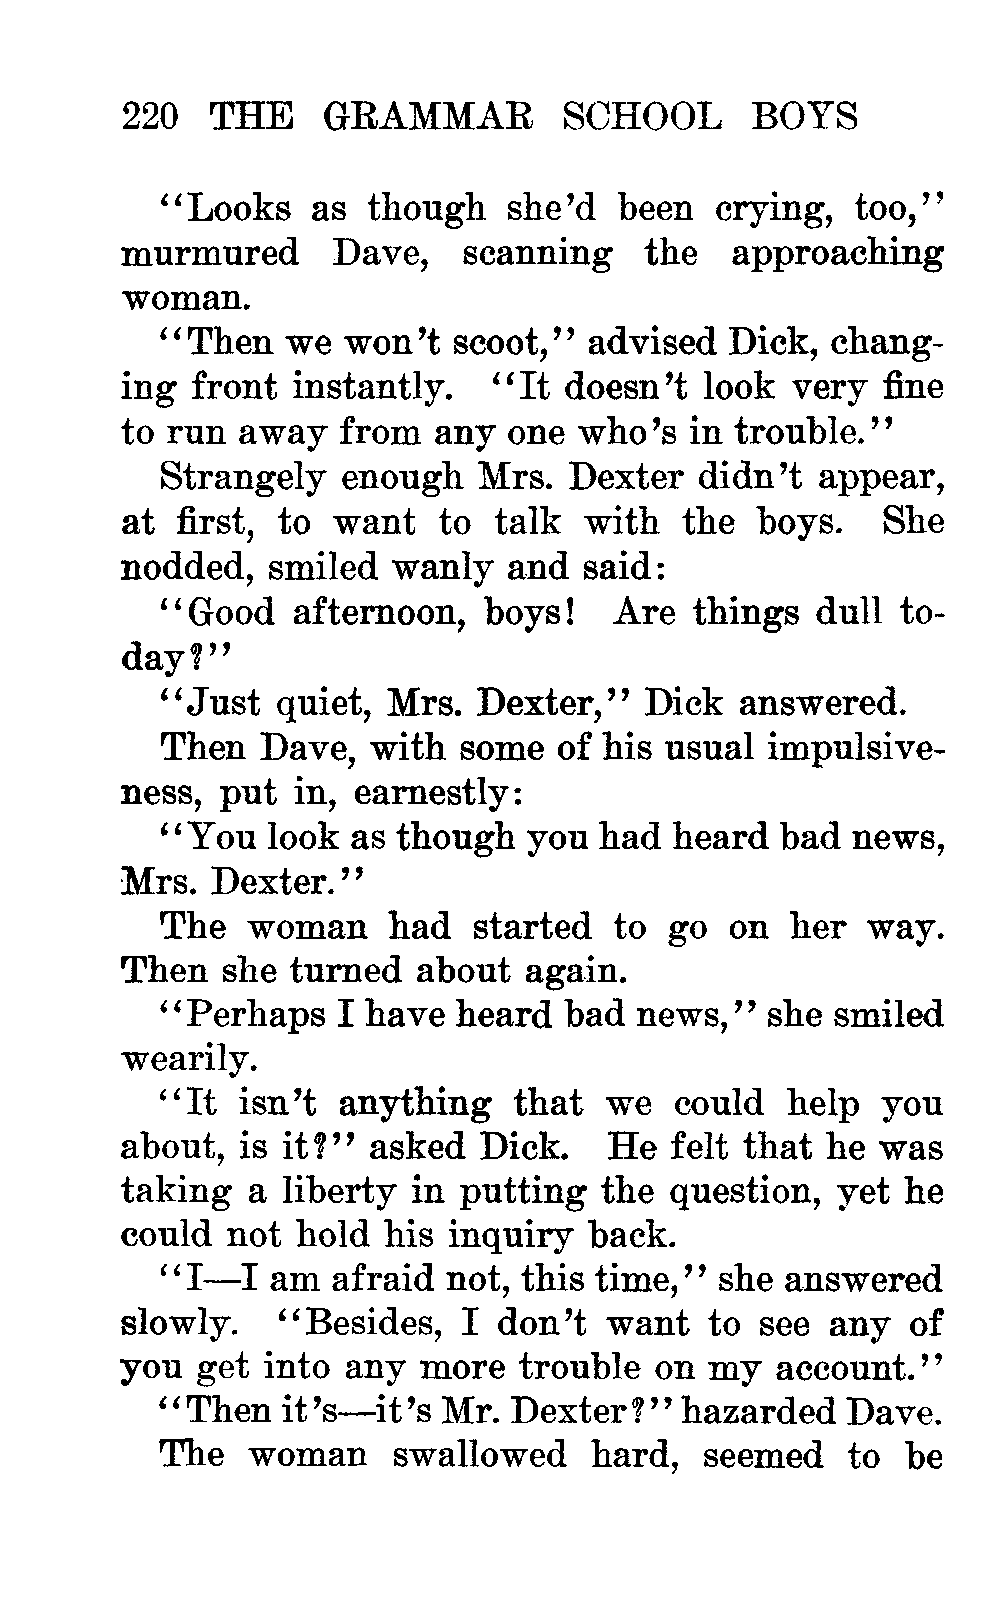 220 THE GRAMMAR SCHOOL BOYS
“Looks as though she’d been crying, too,”
murmured Dave, scanning the approaching
woman.
“Then we won’t scoot,” advised Dick, chang-
ing front instantly. “It doesn’t look very fine
to run away from any one who’s in trouble.”
Strangely enough Mrs. Dexter didn’t appear,
at first, to want to talk with the boys. She
nodded, smiled wanly and said:
“Good afternoon, boys! Are things dull to-
day?”
“Just quiet, Mrs. Dexter,” Dick answered.
Then Dave, with some of his usual impulsive-
ness, put in, earnestly:
“You look as though you had heard bad news,
Mrs. Dexter.”
The woman had started to go on her way.
Then she turned about again.
“Perhaps I have heard bad news,” she smiled
wearily.
“It isn’t anything that we could help you
about, is it?” asked Dick. He felt that he was
taking a liberty in putting the question, yet he
could not hold his inquiry back.
“I—I am afraid not, this time,” she answered
slowly. “Besides, I don’t want to see any of
you get into any more trouble on my account.”
“Then it’s—it’s Mr. Dexter?” hazarded Dave.
The woman swallowed hard, seemed to be